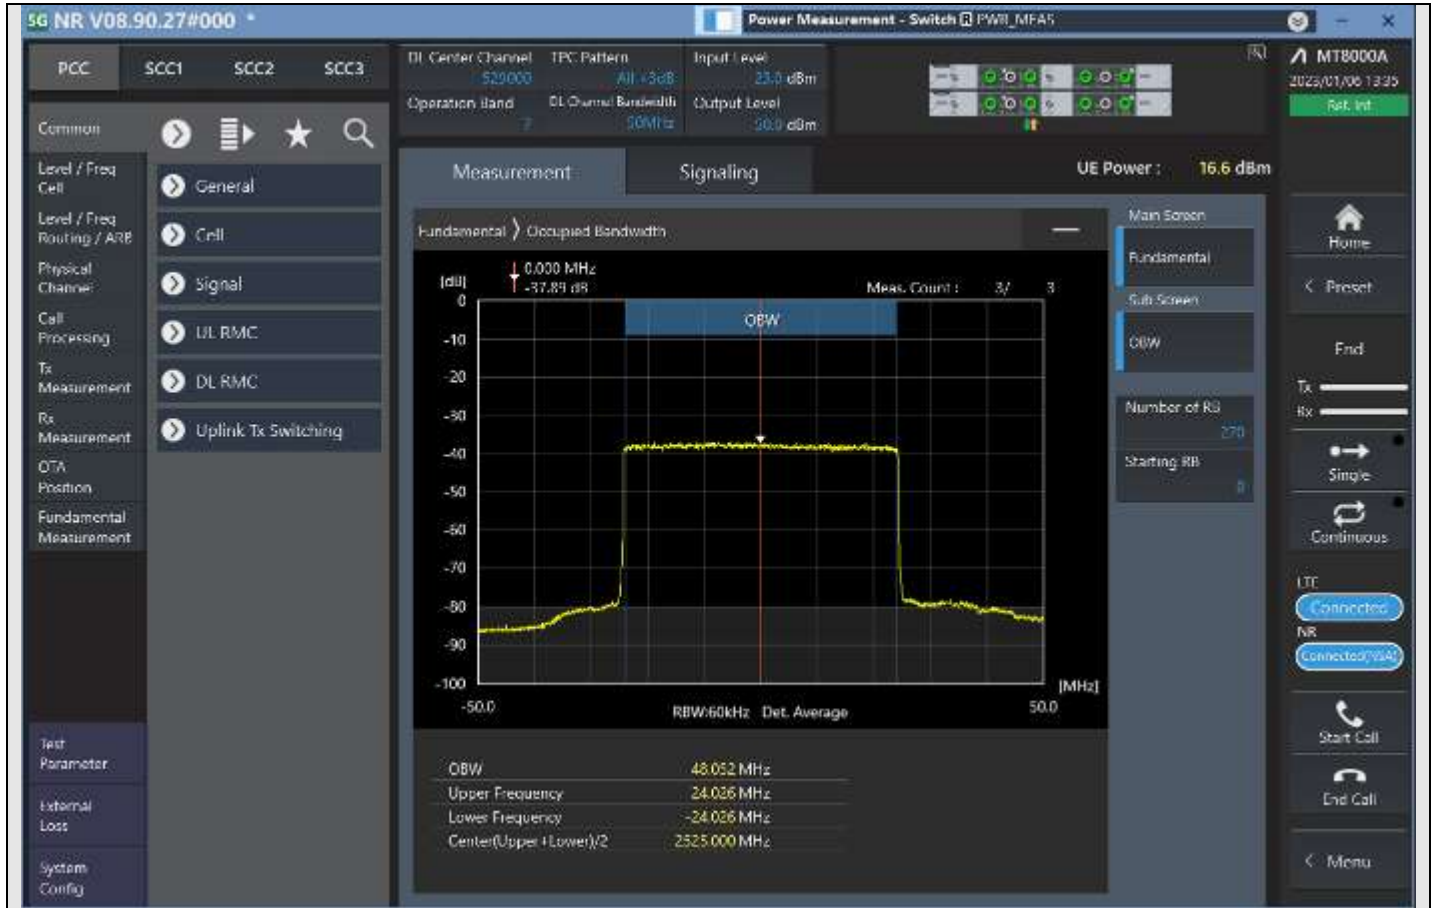 5G NR V08.90.27#000 *
Power Measurement - Switch PWR_MEAS
PCC SCC1 SCC2 SCC3
DL Center Channel
529000
TPC Pattern
All +3dB
Input Level
23.0 dBm
Operation Band
7
DL Channel Bandwidth
50MHz
Output Level
50.0 dBm
MT8000A
2023/01/06 13:35
Ref. Int
Common
Level / Freq
Cell
Level / Freq
Routing / ARB
Physical
Channel
Call
Processing
Tx
Measurement
Rx
Measurement
OTA
Position
Fundamental
Measurement
Test
Parameter
External
Loss
System
Config
General
Cell
Signal
UL RMC
DL RMC
Uplink Tx Switching
Measurement Signaling
UE Power : 16.6 dBm
Fundamental Occupied Bandwidth
0.000 MHz
-37.89 dB
[dB]
Meas. Count : 3/ 3
OBW
0
-10
-20
-30
-40
-50
-60
-70
-80
-90
-100
[MHz]
-50.0 50.0
RBW:60kHz Det. Average
OBW 48.052 MHz
Upper Frequency 24.026 MHz
Lower Frequency -24.026 MHz
Center(Upper+Lower)/2 2525.000 MHz
Main Screen
Fundamental
Sub Screen
OBW
Number of RB
270
Starting RB
0
Home
Preset
End
Tx
Rx
Single
Continuous
LTE
Connected
NR
Connected(NSA)
Start Call
End Call
Menu